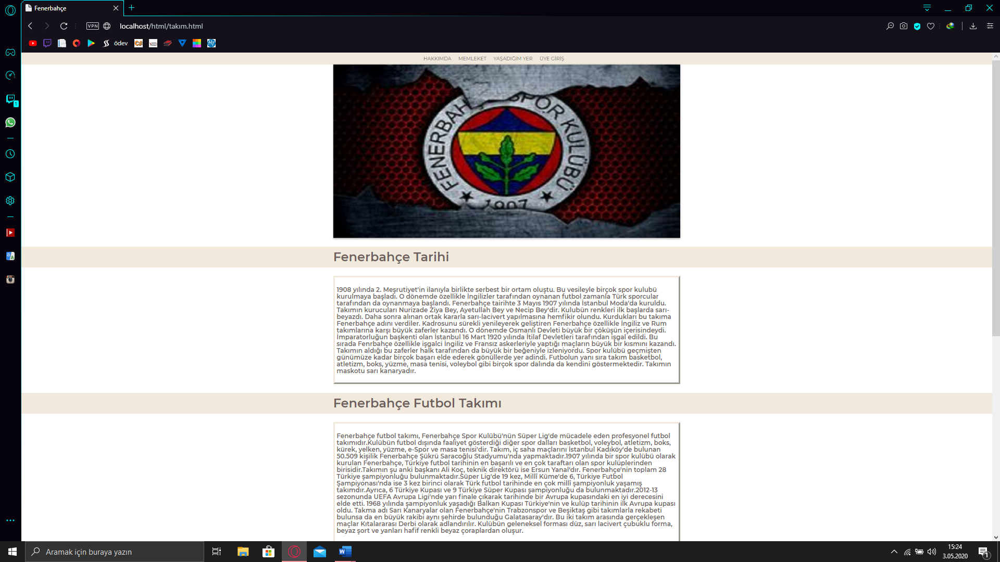 Fenerbahçe
VPN
localhost/html/takım.html
ödev
HAKKIMDA MEMLEKET YAŞADIĞIM YER ÜYE GİRİŞ
FENERBAHÇE SPOR KULÜBÜ
1907
Fenerbahçe Tarihi
1908 yılında 2. Meşrutiyet'in ilanıyla birlikte serbest bir ortam oluştu. Bu vesileyle birçok spor kulubü
kurulmaya başladı. O dönemde özellikle İngilizler tarafından oynanan futbol zamanla Türk sporcular
tarafından da oynanmaya başlandı. Fenerbahçe tairihte 3 Mayıs 1907 yılında İstanbul Moda'da kuruldu.
Takımın kurucuları Nurizade Ziya Bey, Ayetullah Bey ve Necip Bey'dir. Kulubün renkleri ilk başlarda sarı-
beyazdı. Daha sonra alınan ortak kararla sarı-lacivert yapılmasına hemfikir olundu. Kurdukları bu takıma
Fenerbahçe adını verdiler. Kadrosunu sürekli yenileyerek geliştiren Fenerbahçe özellikle İngiliz ve Rum
takımlarına karşı büyük zaferler kazandı. O dönemde Osmanlı Devleti büyük bir çöküşün içerisindeydi.
İmparatorluğun başkenti olan İstanbul 16 Mart 1920 yılında İtilaf Devletleri tarafından işgal edildi. Bu
sırada Fenrbahçe özellikle işgalci İngiliz ve Fransız askerleriyle yaptığı maçların büyük bir kısmını kazandı.
Takımın aldığı bu zaferler halk tarafından da büyük bir beğeniyle izleniyordu. Spor kulübü geçmişten
günümüze kadar birçok başarı elde ederek gönüllerde yer adindi. Futbolun yanı sıra takım basketbol,
atletizm, boks, yüzme, masa tenisi, voleybol gibi birçok spor dalında da kendini göstermektedir. Takımın
maskotu sarı kanaryadır.
Fenerbahçe Futbol Takımı
Fenerbahçe futbol takımı, Fenerbahçe Spor Kulübü'nün Süper Lig'de mücadele eden profesyonel futbol
takımıdır.Kulübün futbol dışında faaliyet gösterdiği diğer spor dalları basketbol, voleybol, atletizm, boks,
kürek, yelken, yüzme, e-Spor ve masa tenisi'dir. Takım, iç saha maçlarını İstanbul Kadıköy'de bulunan
50.509 kişilik Fenerbahçe Şükrü Saracoğlu Stadyumu'nda yapmaktadır.1907 yılında bir spor kulübü olarak
kurulan Fenerbahçe, Türkiye futbol tarihinin en başarılı ve en çok taraftarı olan spor kulüplerinden
birisidir.Takımın şu anki başkanı Ali Koç, teknik direktörü ise Ersun Yanal'dır. Fenerbahçe'nin toplam 28
Türkiye şampiyonluğu bulunmaktadır.Süper Lig'de 19 kez, Millî Küme'de 6, Türkiye Futbol
Şampiyonası'nda ise 3 kez birinci olarak Türk futbol tarihinde en çok millî şampiyonluk yaşamış
takımdır.Ayrıca, 6 Türkiye Kupası ve 9 Türkiye Süper Kupası şampiyonluğu da bulunmaktadır.2012-13
sezonunda UEFA Avrupa Ligi'nde yarı finale çıkarak tarihinde bir Avrupa kupasındaki en iyi derecesini
elde etti. 1968 yılında şampiyonluk yaşadığı Balkan Kupası Türkiye'nin ve kulüp tarihinin ilk Avrupa kupası
oldu. Takma adı Sarı Kanaryalar olan Fenerbahçe'nin Trabzonspor ve Beşiktaş gibi takımlarla rekabeti
bulunsa da en büyük rakibi aynı şehirde bulunduğu Galatasaray'dır. Bu iki takım arasında gerçekleşen
maçlar Kıtalararası Derbi olarak adlandırılır. Kulübün geleneksel forması düz, sarı lacivert çubuklu forma,
beyaz şort ve yanları hafif renkli beyaz çoraplardan oluşur.
Aramak için buraya yazın
15:24
3.05.2020